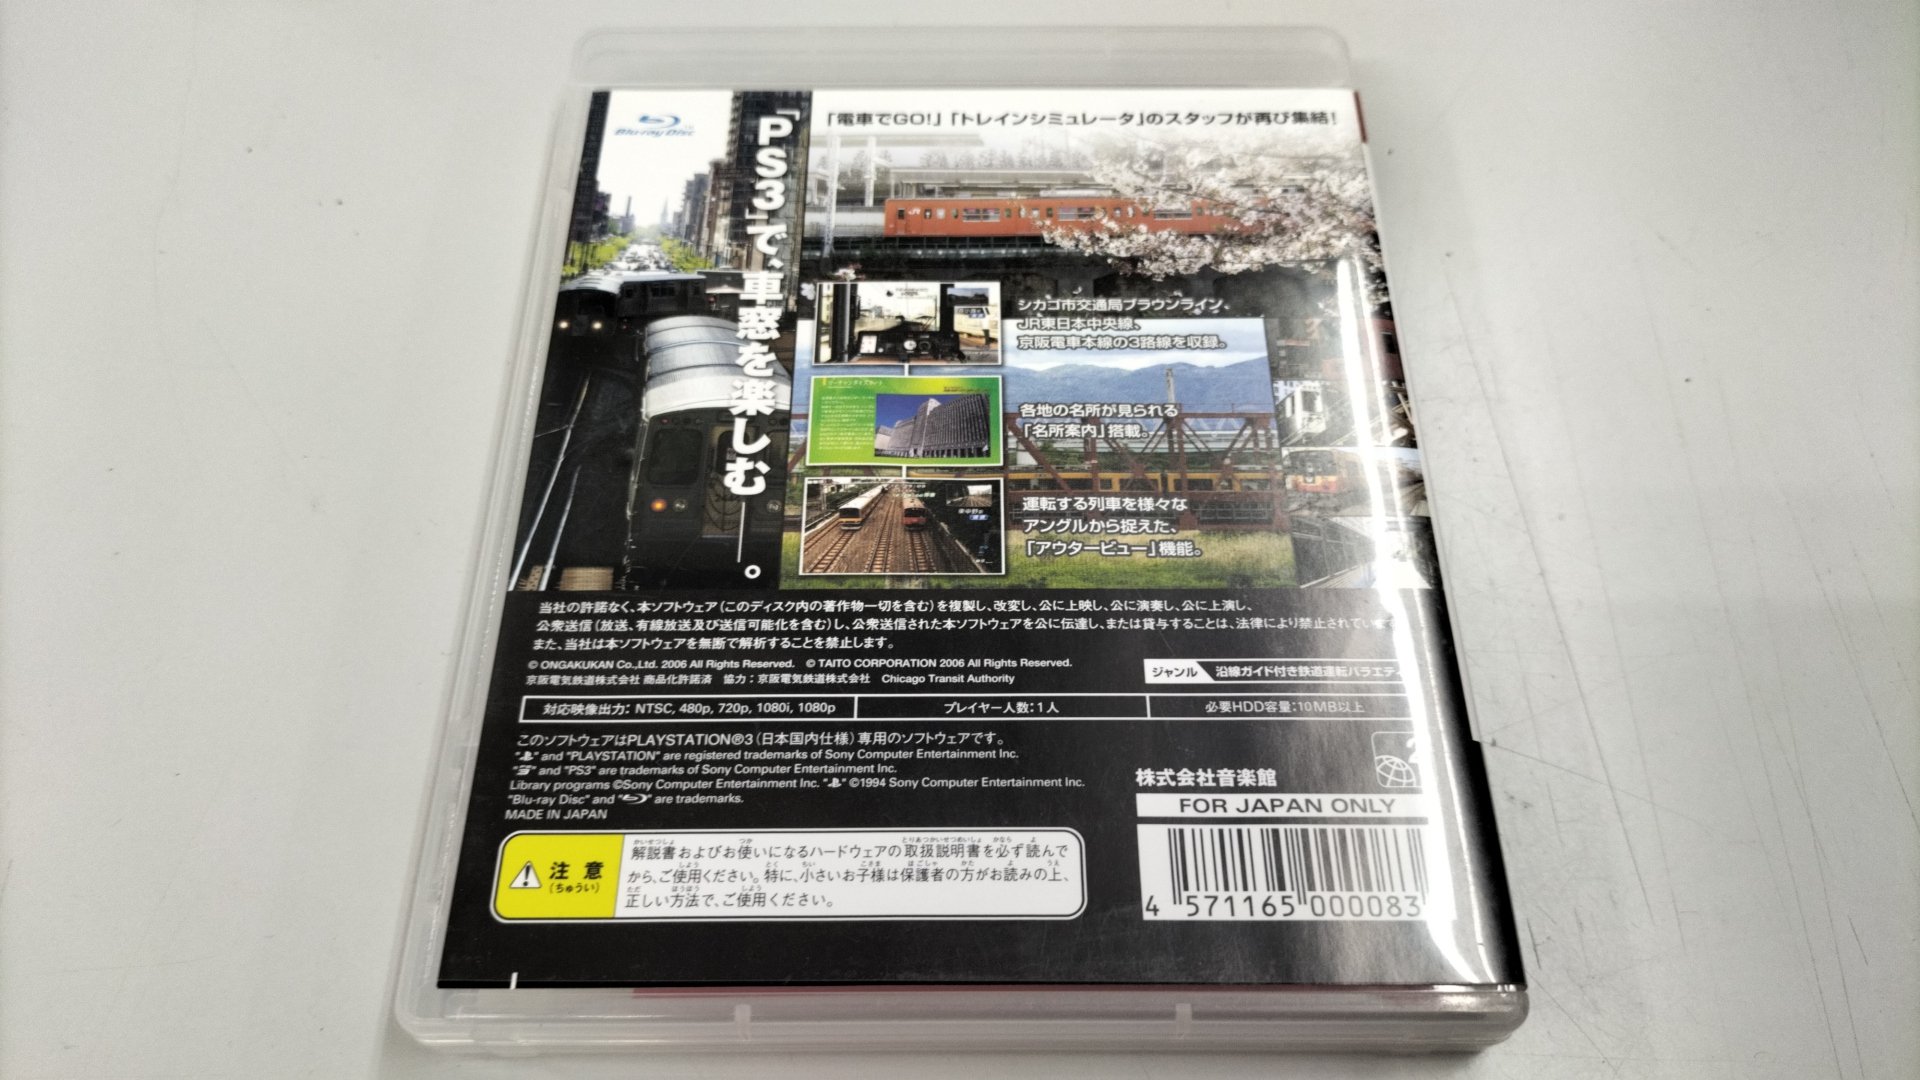 Blu-ray Disc
「PS3」で、車窓を楽しむ――。
「電車でGO!」「トレインシミュレータ」のスタッフが再び集結!
シカゴ市交通局ブラウンライン、
JR東日本中央線、
京阪電車本線の3路線を収録。
各地の名所が見られる
「名所案内」搭載。
運転する列車を様々な
アングルから捉えた、
「アウタービュー」機能。
当社の許諾なく、本ソフトウェア(このディスク内の著作物一切を含む)を複製し、改変し、公に上映し、公に演奏し、公に上演し、
公衆送信(放送、有線放送及び送信可能化を含む)し、公衆送信された本ソフトウェアを公に伝達し、または貸与することは、法律により禁止されていま
また、当社は本ソフトウェアを無断で解析することを禁止します。
© ONGAKUKAN Co.,Ltd. 2006 All Rights Reserved. © TAITO CORPORATION 2006 All Rights Reserved.
京阪電気鉄道株式会社 商品化許諾済 協力:京阪電気鉄道株式会社 Chicago Transit Authority
ジャンル 沿線ガイド付き鉄道運転バラエテ
対応映像出力: NTSC, 480p, 720p, 1080i, 1080p
プレイヤー人数:1人
必要HDD容量:10MB以上
このソフトウェアはPLAYSTATION®3(日本国内仕様)専用のソフトウェアです。
" " and "PLAYSTATION" are registered trademarks of Sony Computer Entertainment Inc.
" " and "PS3" are trademarks of Sony Computer Entertainment Inc.
Library programs ©Sony Computer Entertainment Inc. " " ©1994 Sony Computer Entertainment Inc.
"Blu-ray Disc" and " " are trademarks.
MADE IN JAPAN
株式会社音楽館
FOR JAPAN ONLY
4 571165 000083
注意
(ちゅうい)
解説書およびお使いになるハードウェアの取扱説明書を必ず読んで
から、ご使用ください。特に、小さいお子様は保護者の方がお読みの上、
正しい方法で、ご使用ください。